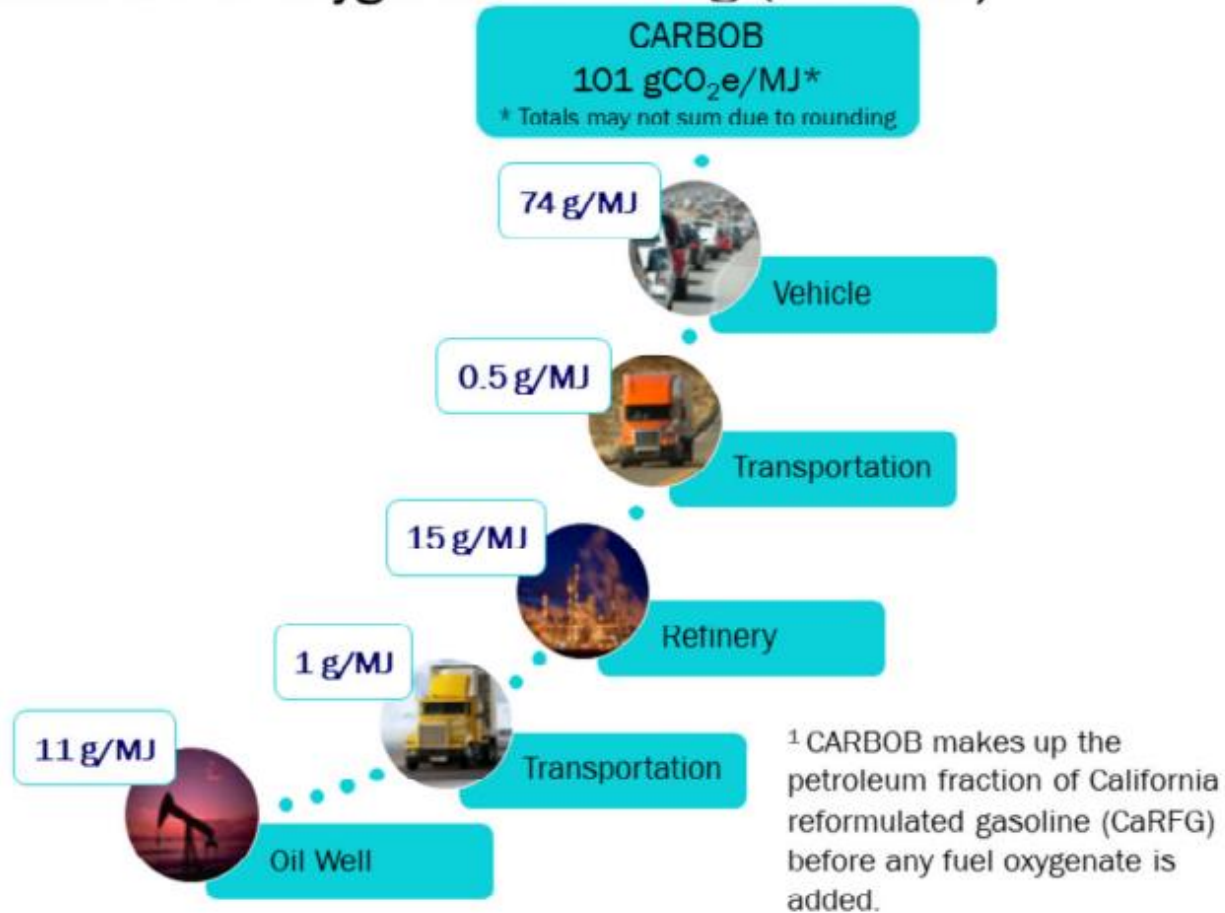 CARBOB
101 gCO₂e/MJ*
* Totals may not sum due to rounding
74 g/MJ
Vehicle
0.5 g/MJ
Transportation
15 g/MJ
Refinery
1 g/MJ
Transportation
11 g/MJ
Oil Well
¹ CARBOB makes up the
petroleum fraction of California
reformulated gasoline (CaRFG)
before any fuel oxygenate is
added.